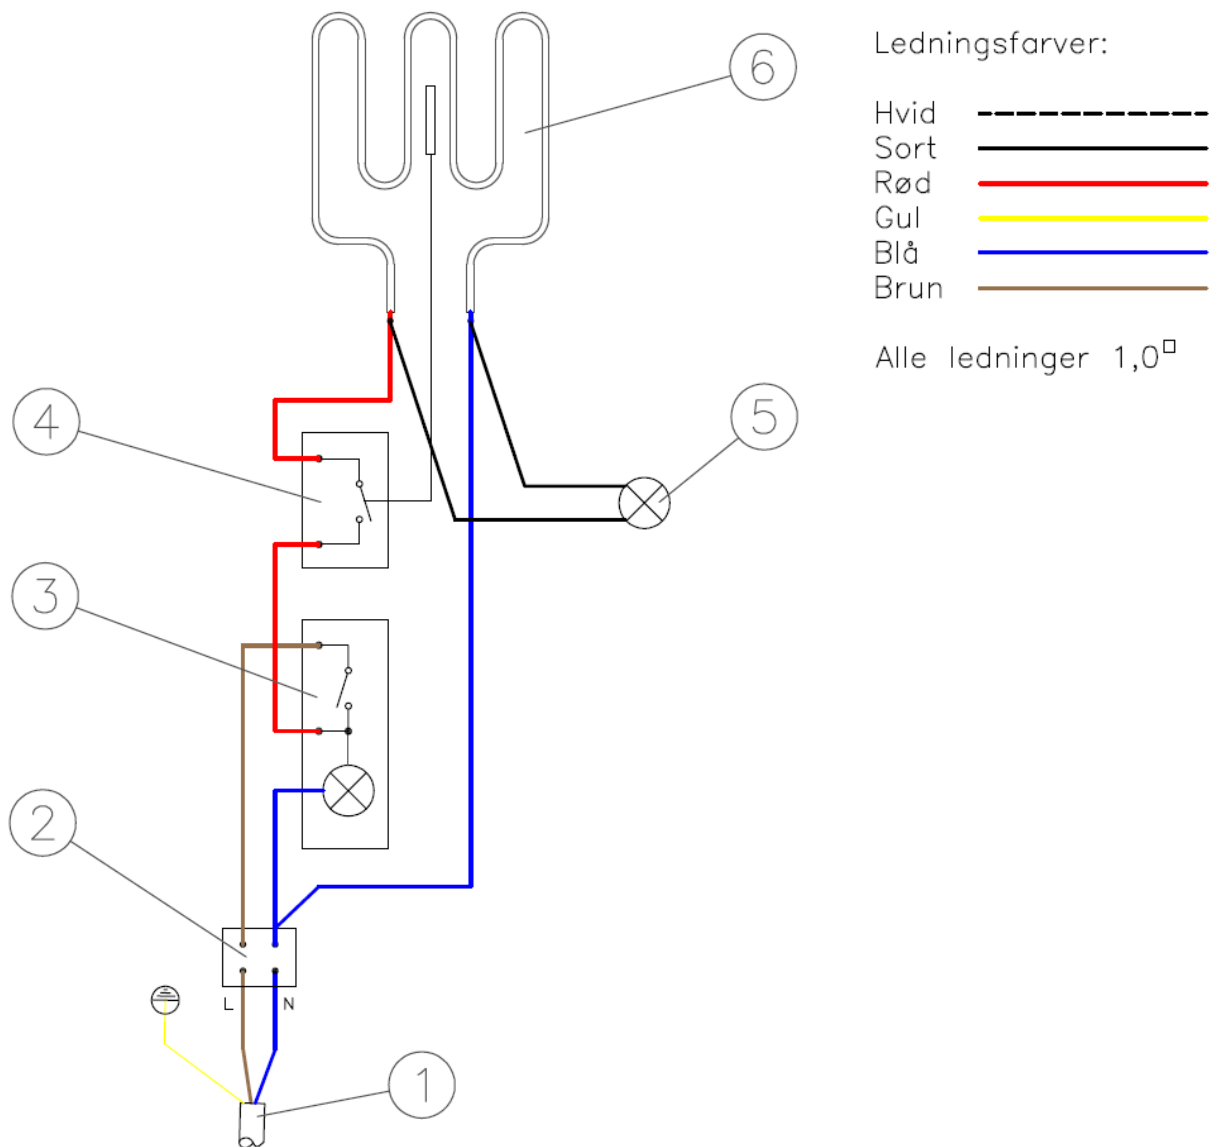 Ledningsfarver:
Hvid
Sort
Rød
Gul
Blå
Brun
Alle ledninger 1,0□
6
5
4
3
2
L N
1